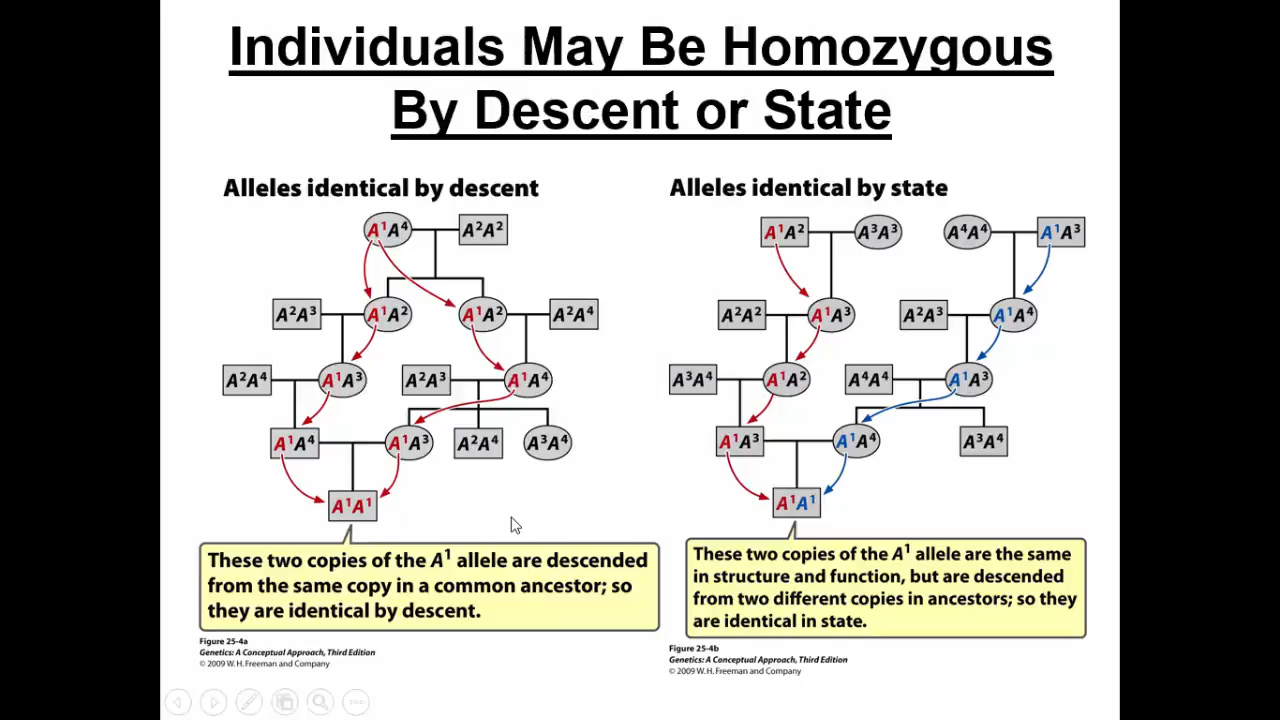 Individuals May Be Homozygous
By Descent or State
Alleles identical by descent
A¹A⁴
A²A²
A²A³
A¹A²
A¹A²
A²A⁴
A²A⁴
A¹A³
A²A³
A¹A⁴
A¹A⁴
A¹A³
A²A⁴
A³A⁴
A¹A¹
These two copies of the A¹ allele are descended
from the same copy in a common ancestor; so
they are identical by descent.
Figure 25-4a
Genetics: A Conceptual Approach, Third Edition
© 2009 W. H. Freeman and Company
Alleles identical by state
A¹A²
A³A³
A⁴A⁴
A¹A³
A²A²
A¹A³
A²A³
A¹A⁴
A³A⁴
A¹A²
A⁴A⁴
A¹A³
A¹A³
A¹A⁴
A³A⁴
A¹A¹
These two copies of the A¹ allele are the same
in structure and function, but are descended
from two different copies in ancestors; so they
are identical in state.
Figure 25-4b
Genetics: A Conceptual Approach, Third Edition
© 2009 W. H. Freeman and Company